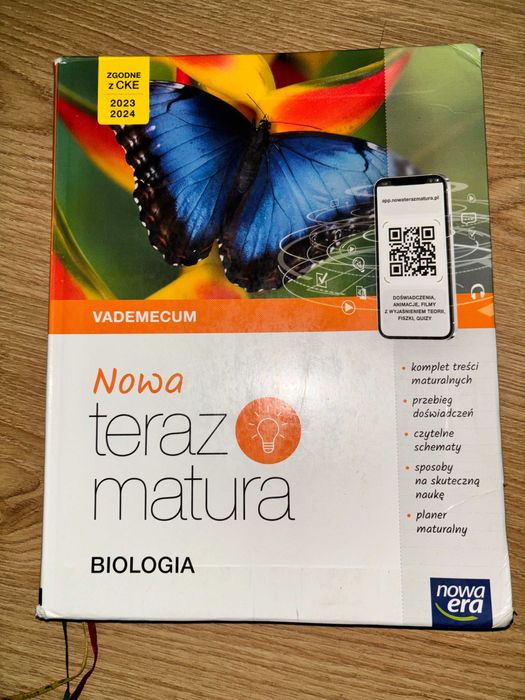 ZGODNE
z CKE
2023
2024
app.nowaterazmatura.pl
DOŚWIADCZENIA,
ANIMACJE, FILMY
Z WYJAŚNIENIEM TEORII,
FISZKI, QUIZY
VADEMECUM
Nowa
teraz
matura
BIOLOGIA
• komplet treści
maturalnych
• przebieg
doświadczeń
• czytelne
schematy
• sposoby
na skuteczną
naukę
• planer
maturalny
nowa
era